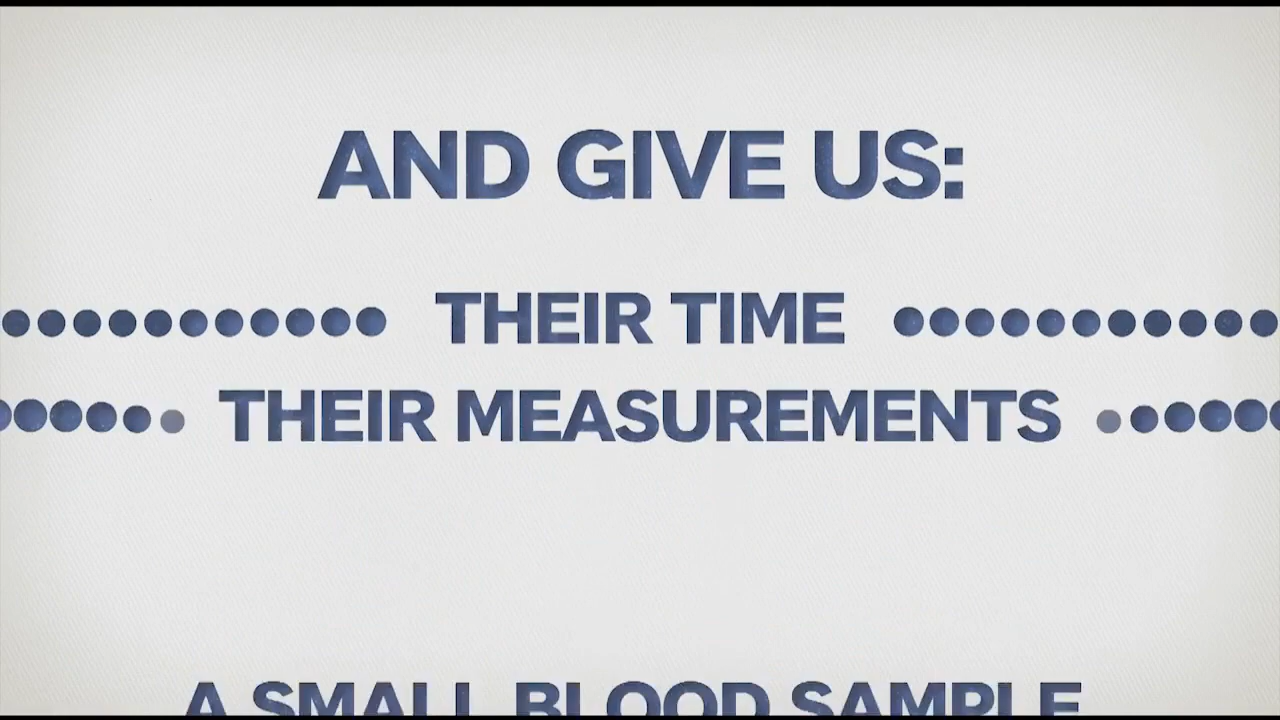 AND GIVE US:
THEIR TIME
THEIR MEASUREMENTS
A SMALL BLOOD SAMPLE